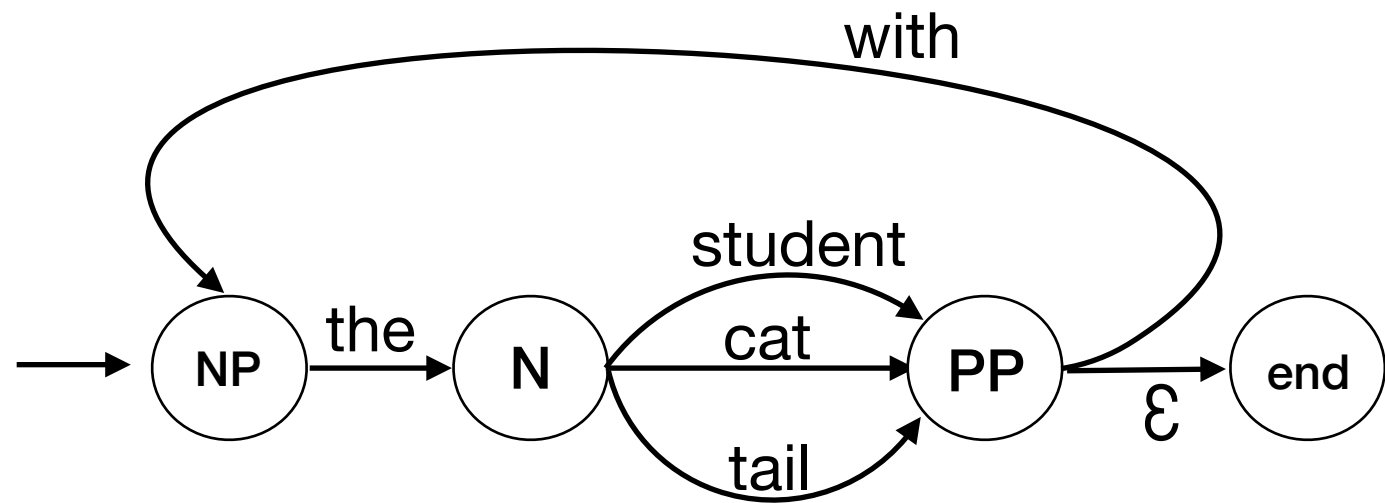 with
student
the
cat
NP
N
PP
end
ε
tail